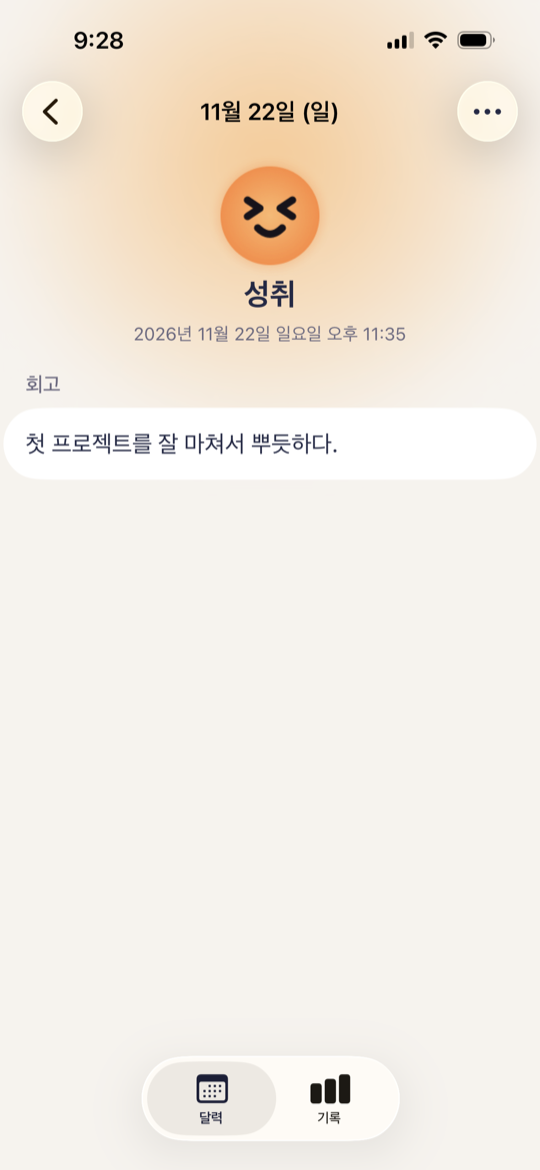 9:28
11월 22일 (일)
성취
2026년 11월 22일 일요일 오후 11:35
회고
첫 프로젝트를 잘 마쳐서 뿌듯하다.
달력
기록